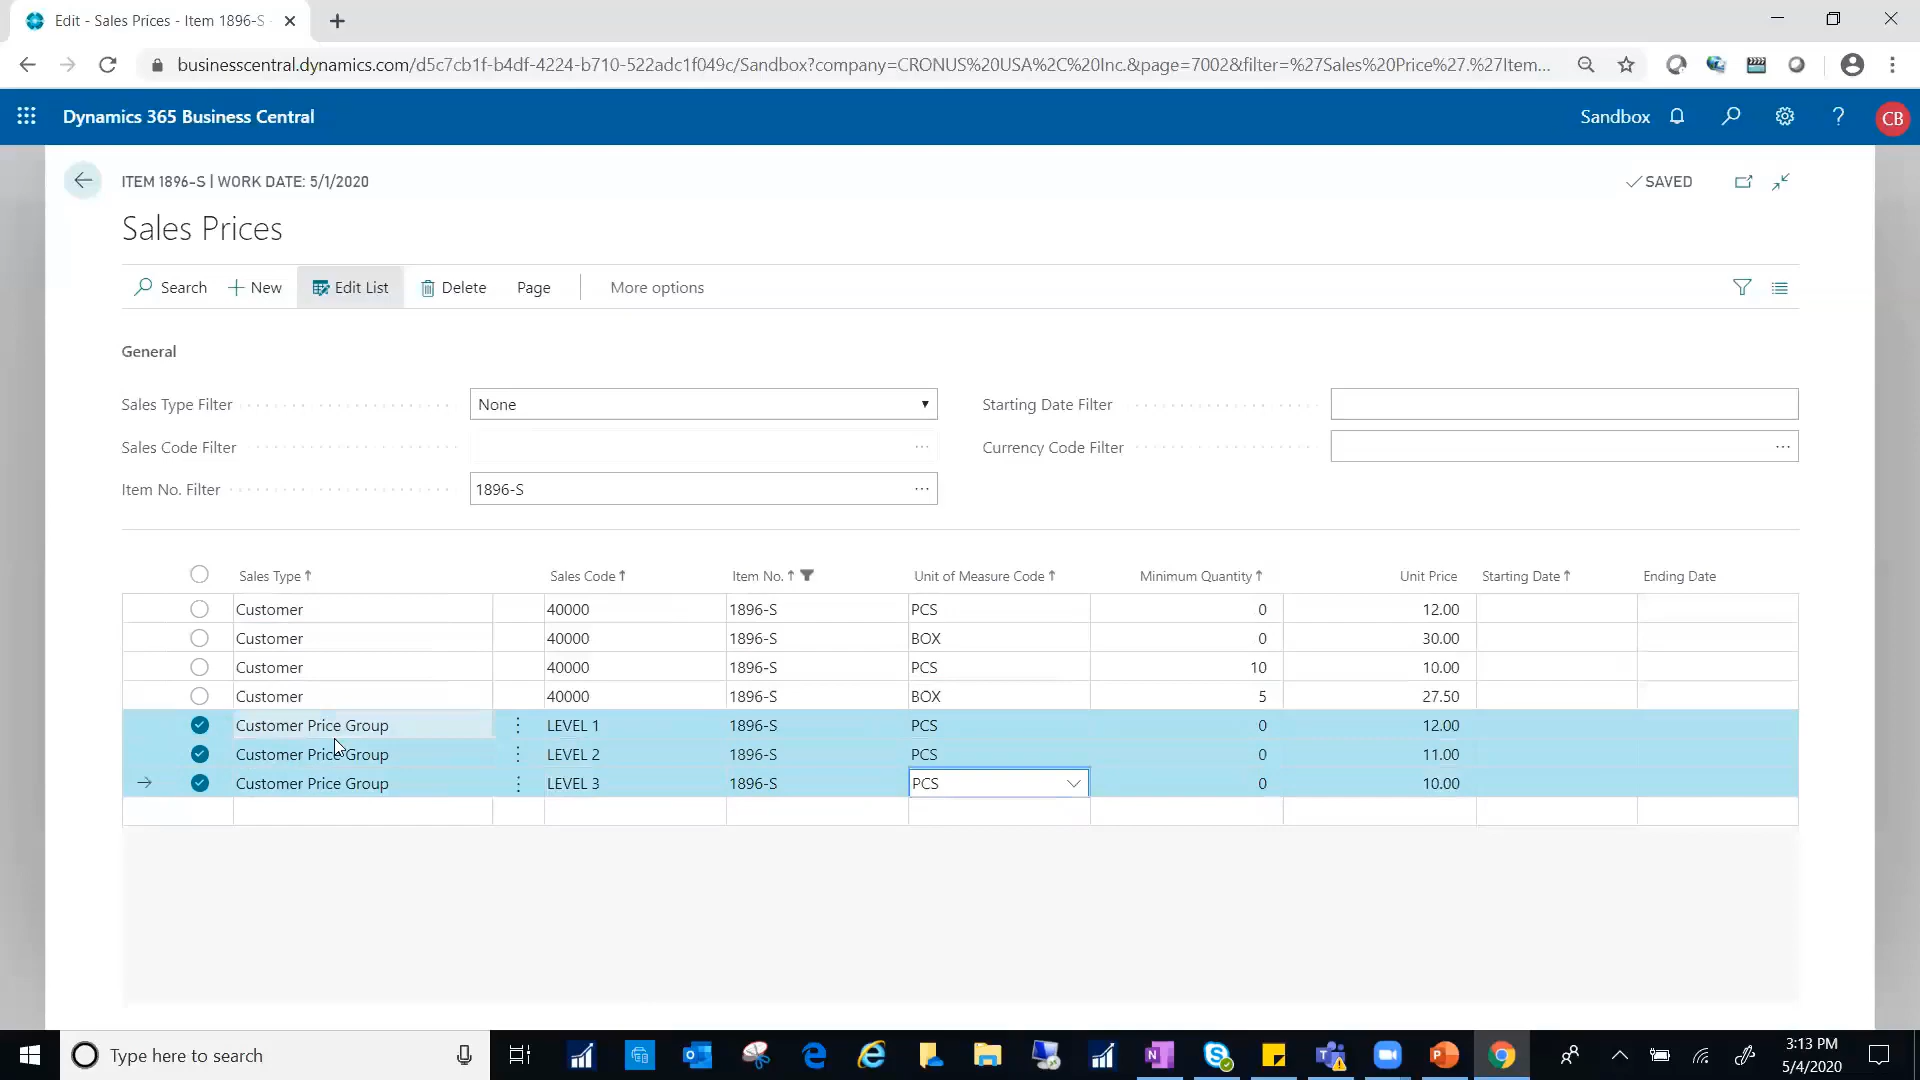 Edit - Sales Prices - Item 1896-S
businesscentral.dynamics.com/d5c7cb1f-b4df-4224-b710-522adc1f049c/Sandbox?company=CRONUS%20USA%2C%20Inc.&page=7002&filter=%27Sales%20Price%27.%27Item...
Dynamics 365 Business Central
Sandbox
CB
ITEM 1896-S | WORK DATE: 5/1/2020
SAVED
Sales Prices
Search New Edit List Delete Page More options
General
Sales Type Filter None Starting Date Filter
Sales Code Filter Currency Code Filter
Item No. Filter 1896-S
Sales Type Sales Code Item No. Unit of Measure Code Minimum Quantity Unit Price Starting Date Ending Date
Customer 40000 1896-S PCS 0 12.00
Customer 40000 1896-S BOX 0 30.00
Customer 40000 1896-S PCS 10 10.00
Customer 40000 1896-S BOX 5 27.50
Customer Price Group LEVEL 1 1896-S PCS 0 12.00
Customer Price Group LEVEL 2 1896-S PCS 0 11.00
Customer Price Group LEVEL 3 1896-S PCS 0 10.00
Type here to search
3:13 PM
5/4/2020